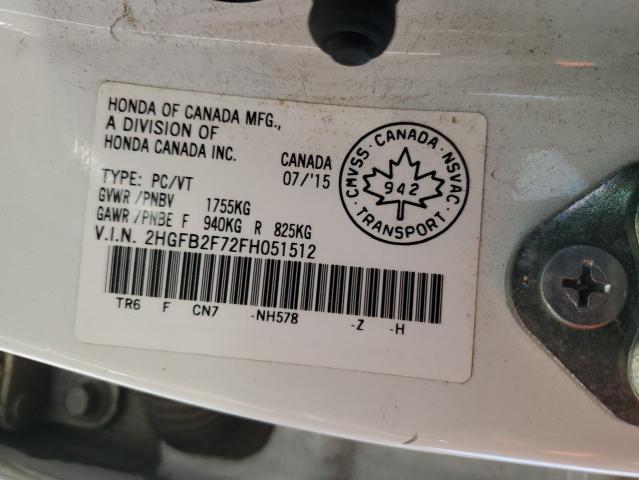 HONDA OF CANADA MFG.,
A DIVISION OF
HONDA CANADA INC.
CANADA
07/'15
TYPE: PC/VT
GVWR /PNBV 1755KG
GAWR /PNBE F 940KG R 825KG
V.I.N. 2HGFB2F72FH051512
TR6 F CN7 -NH578 -Z -H
CMVSS · CANADA · NSVAC
942
TRANSPORT